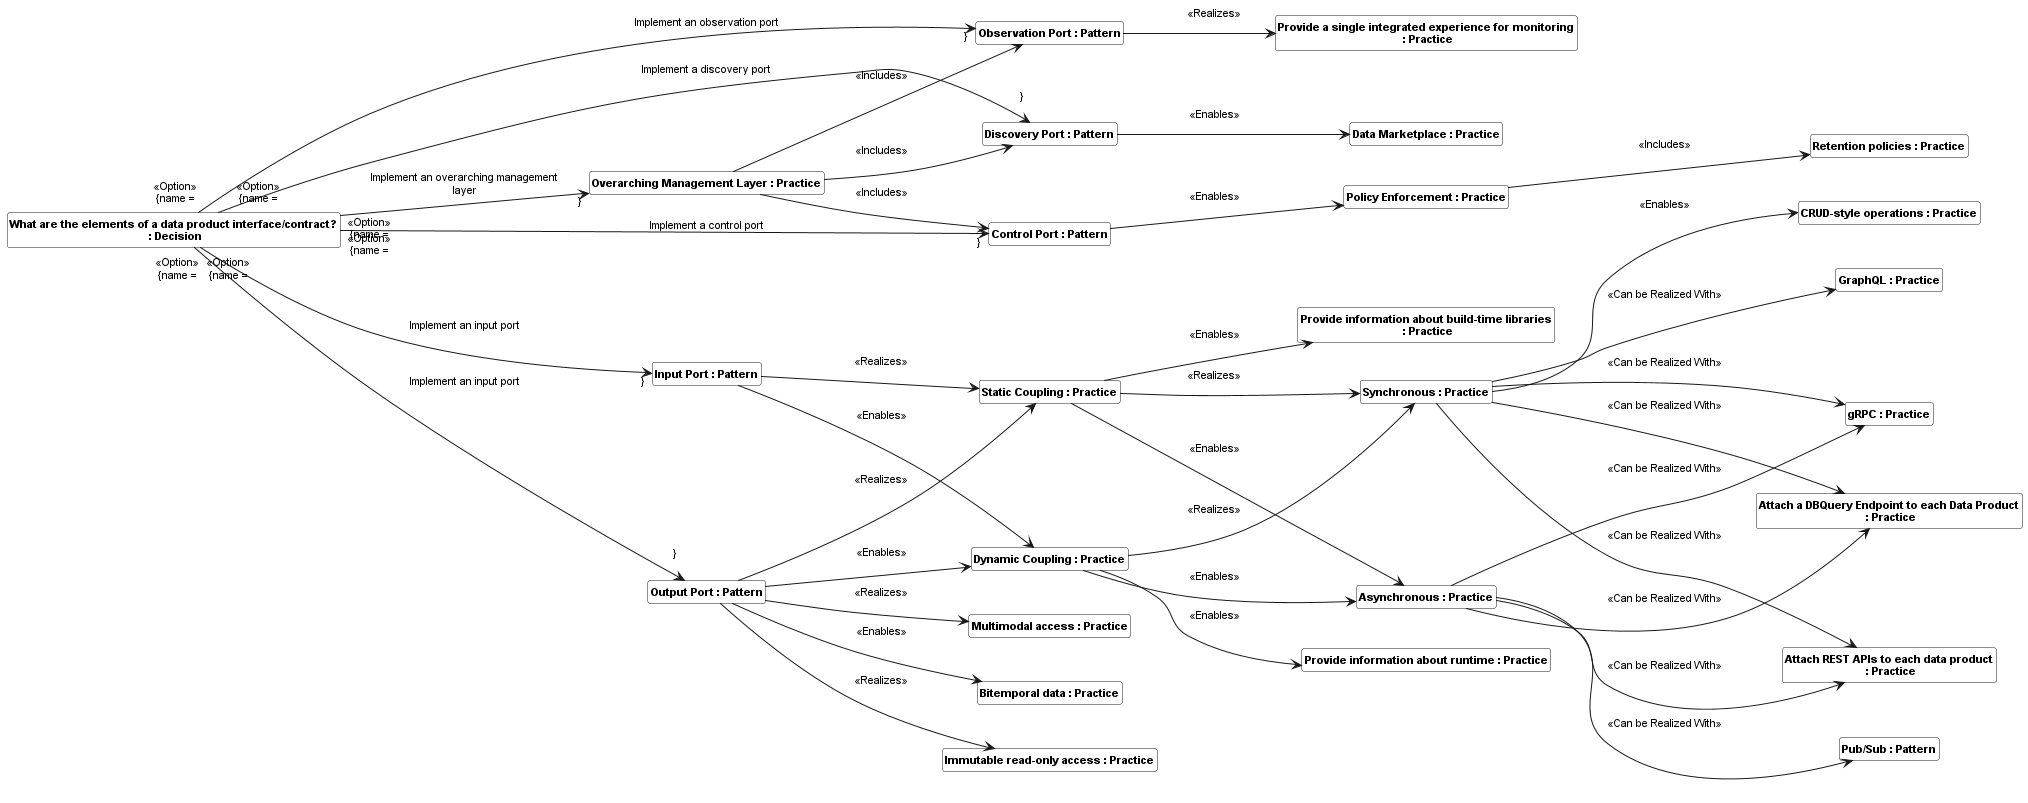 Implement an observation port
}
Observation Port : Pattern
«Realizes»
Provide a single integrated experience for monitoring
: Practice
Implement a discovery port
«Includes»
}
Discovery Port : Pattern
«Enables»
Data Marketplace : Practice
«Includes»
Retention policies : Practice
«Option»
{name =
«Option»
{name =
Implement an overarching management
layer
}
Overarching Management Layer : Practice
«Includes»
«Includes»
«Enables»
Policy Enforcement : Practice
«Enables»
CRUD-style operations : Practice
What are the elements of a data product interface/contract?
: Decision
«Option»
{name =
«Option»
{name =
Implement a control port
}
Control Port : Pattern
«Option»
{name =
«Option»
{name =
GraphQL : Practice
«Can be Realized With»
Implement an input port
Provide information about build-time libraries
: Practice
«Enables»
«Realizes»
Input Port : Pattern
}
Implement an input port
«Realizes»
«Can be Realized With»
Static Coupling : Practice
Synchronous : Practice
«Enables»
«Can be Realized With»
gRPC : Practice
«Enables»
«Can be Realized With»
«Realizes»
«Realizes»
Attach a DBQuery Endpoint to each Data Product
: Practice
«Can be Realized With»
}
«Enables»
Dynamic Coupling : Practice
«Enables»
Output Port : Pattern
«Realizes»
Asynchronous : Practice
«Can be Realized With»
«Enables»
Multimodal access : Practice
«Enables»
Provide information about runtime : Practice
«Can be Realized With»
Attach REST APIs to each data product
: Practice
«Realizes»
Bitemporal data : Practice
«Can be Realized With»
Pub/Sub : Pattern
Immutable read-only access : Practice